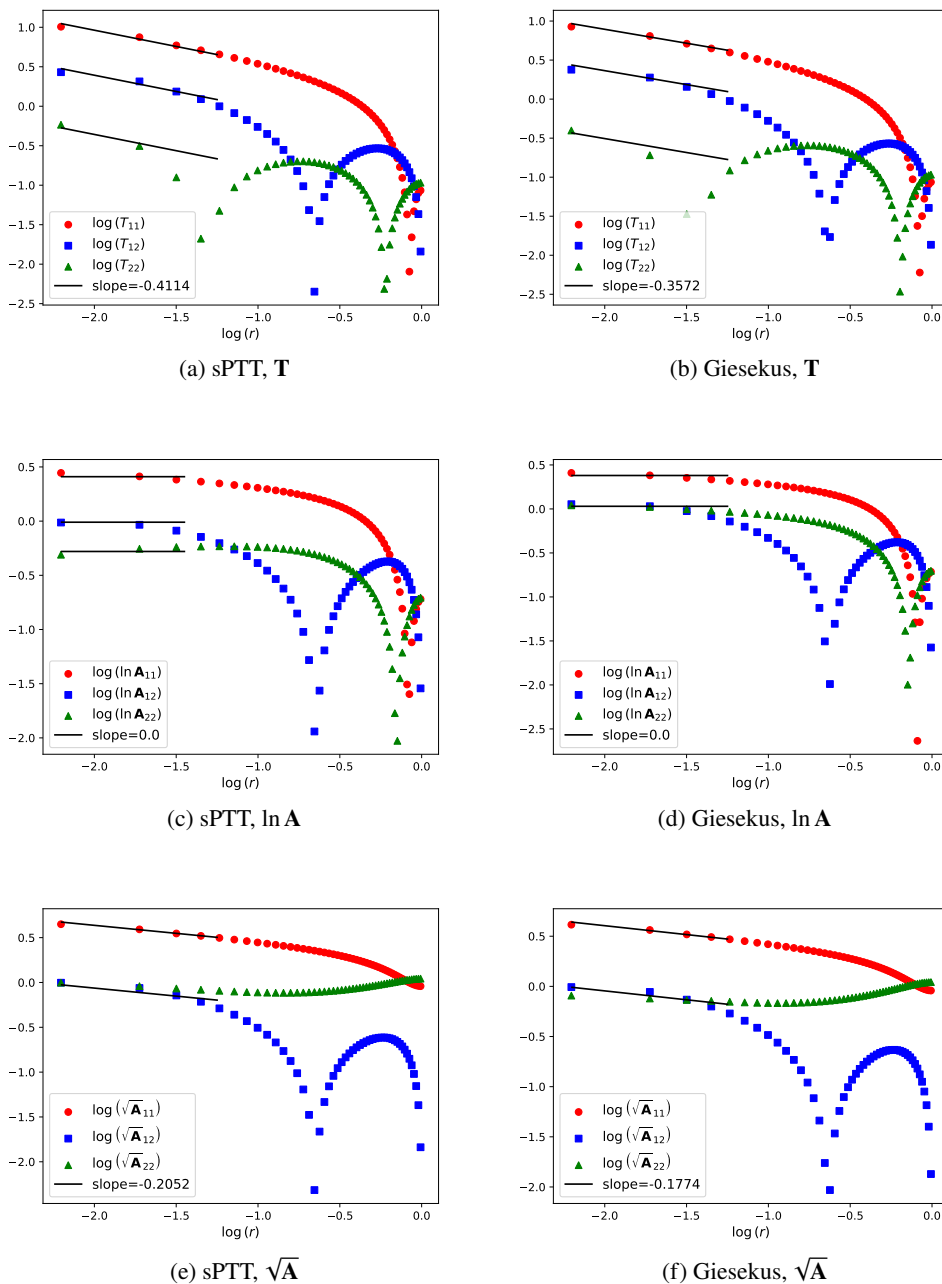 1.0
0.5
0.0
−0.5
−1.0
−1.5
−2.0
−2.5
log (T₁₁)
log (T₁₂)
log (T₂₂)
slope=-0.4114
−2.0 −1.5 −1.0 −0.5 0.0
log (r)
(a) sPTT, T
1.0
0.5
0.0
−0.5
−1.0
−1.5
−2.0
−2.5
log (T₁₁)
log (T₁₂)
log (T₂₂)
slope=-0.3572
−2.0 −1.5 −1.0 −0.5 0.0
log (r)
(b) Giesekus, T
0.5
0.0
−0.5
−1.0
−1.5
−2.0
log (ln A₁₁)
log (ln A₁₂)
log (ln A₂₂)
slope=0.0
−2.0 −1.5 −1.0 −0.5 0.0
log (r)
(c) sPTT, ln A
0.5
0.0
−0.5
−1.0
−1.5
−2.0
−2.5
log (ln A₁₁)
log (ln A₁₂)
log (ln A₂₂)
slope=0.0
−2.0 −1.5 −1.0 −0.5 0.0
log (r)
(d) Giesekus, ln A
0.5
0.0
−0.5
−1.0
−1.5
−2.0
log (√A₁₁)
log (√A₁₂)
log (√A₂₂)
slope=-0.2052
−2.0 −1.5 −1.0 −0.5 0.0
log (r)
(e) sPTT, √A
0.5
0.0
−0.5
−1.0
−1.5
−2.0
log (√A₁₁)
log (√A₁₂)
log (√A₂₂)
slope=-0.1774
−2.0 −1.5 −1.0 −0.5 0.0
log (r)
(f) Giesekus, √A